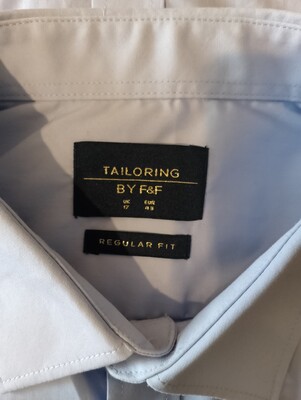 TAILORING
BY F&F
UK EUR
17 43
REGULAR FIT